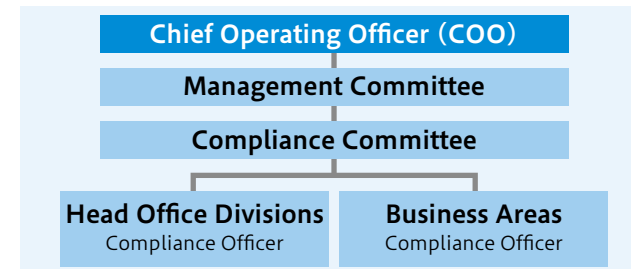 Chief Operating Officer (COO)
Management Committee
Compliance Committee
Head Office Divisions
Compliance Officer
Business Areas
Compliance Officer